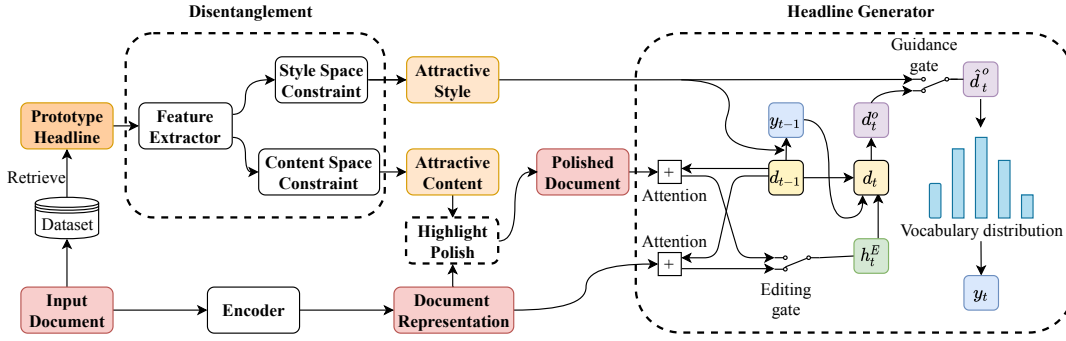 Disentanglement
Headline Generator
Prototype
Headline
Feature
Extractor
Style Space
Constraint
Content Space
Constraint
Attractive
Style
Attractive
Content
Retrieve
Dataset
Input
Document
Encoder
Document
Representation
Highlight
Polish
Polished
Document
+
Attention
Attention
+
y_{t-1}
d_{t-1}
d_t
d_t^o
Guidance
gate
\hat{d}_t^o
h_t^E
Editing
gate
Vocabulary distribution
y_t